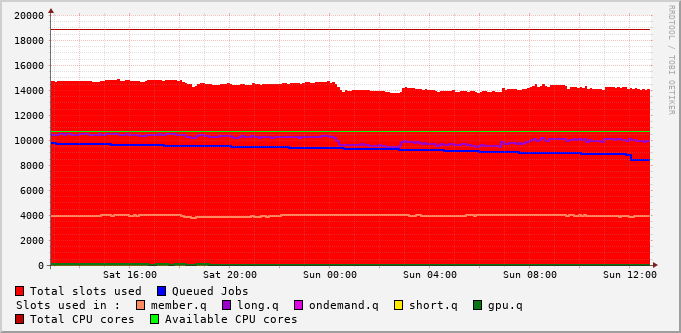 RRDTOOL / TOBI OETIKER
20000
18000
16000
14000
12000
10000
8000
6000
4000
2000
0
Sat 16:00 Sat 20:00 Sun 00:00 Sun 04:00 Sun 08:00 Sun 12:00
Total slots used Queued Jobs
Slots used in : member.q long.q ondemand.q short.q gpu.q
Total CPU cores Available CPU cores